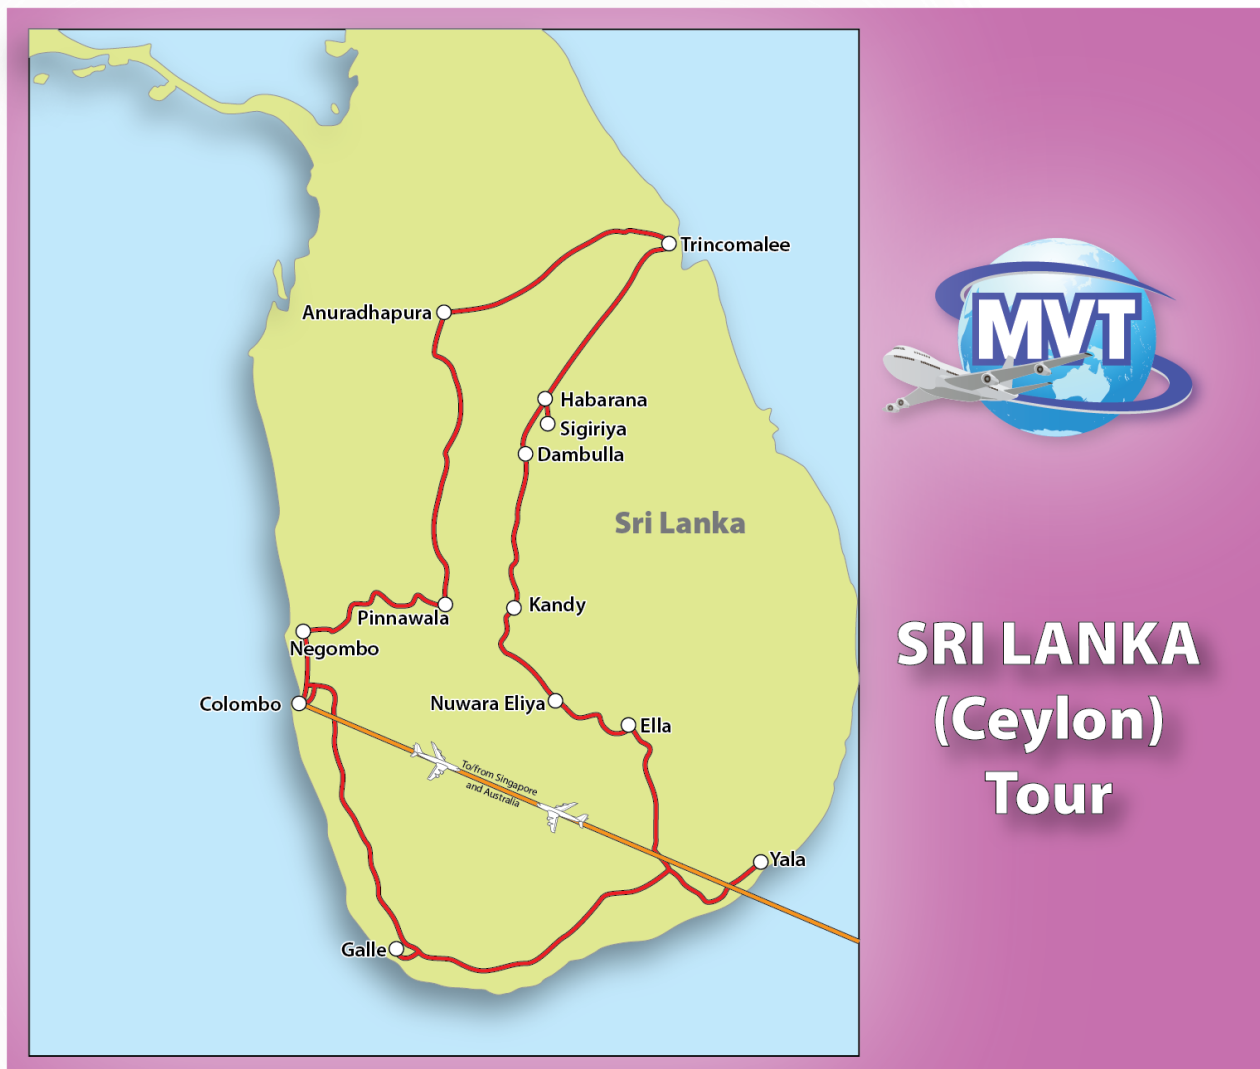 Trincomalee
Anuradhapura
Habarana
Sigiriya
Dambulla
Sri Lanka
Kandy
Pinnawala
Negombo
Colombo
Nuwara Eliya
Ella
To/from Singapore
and Australia
Yala
Galle
MVT
SRI LANKA
(Ceylon)
Tour